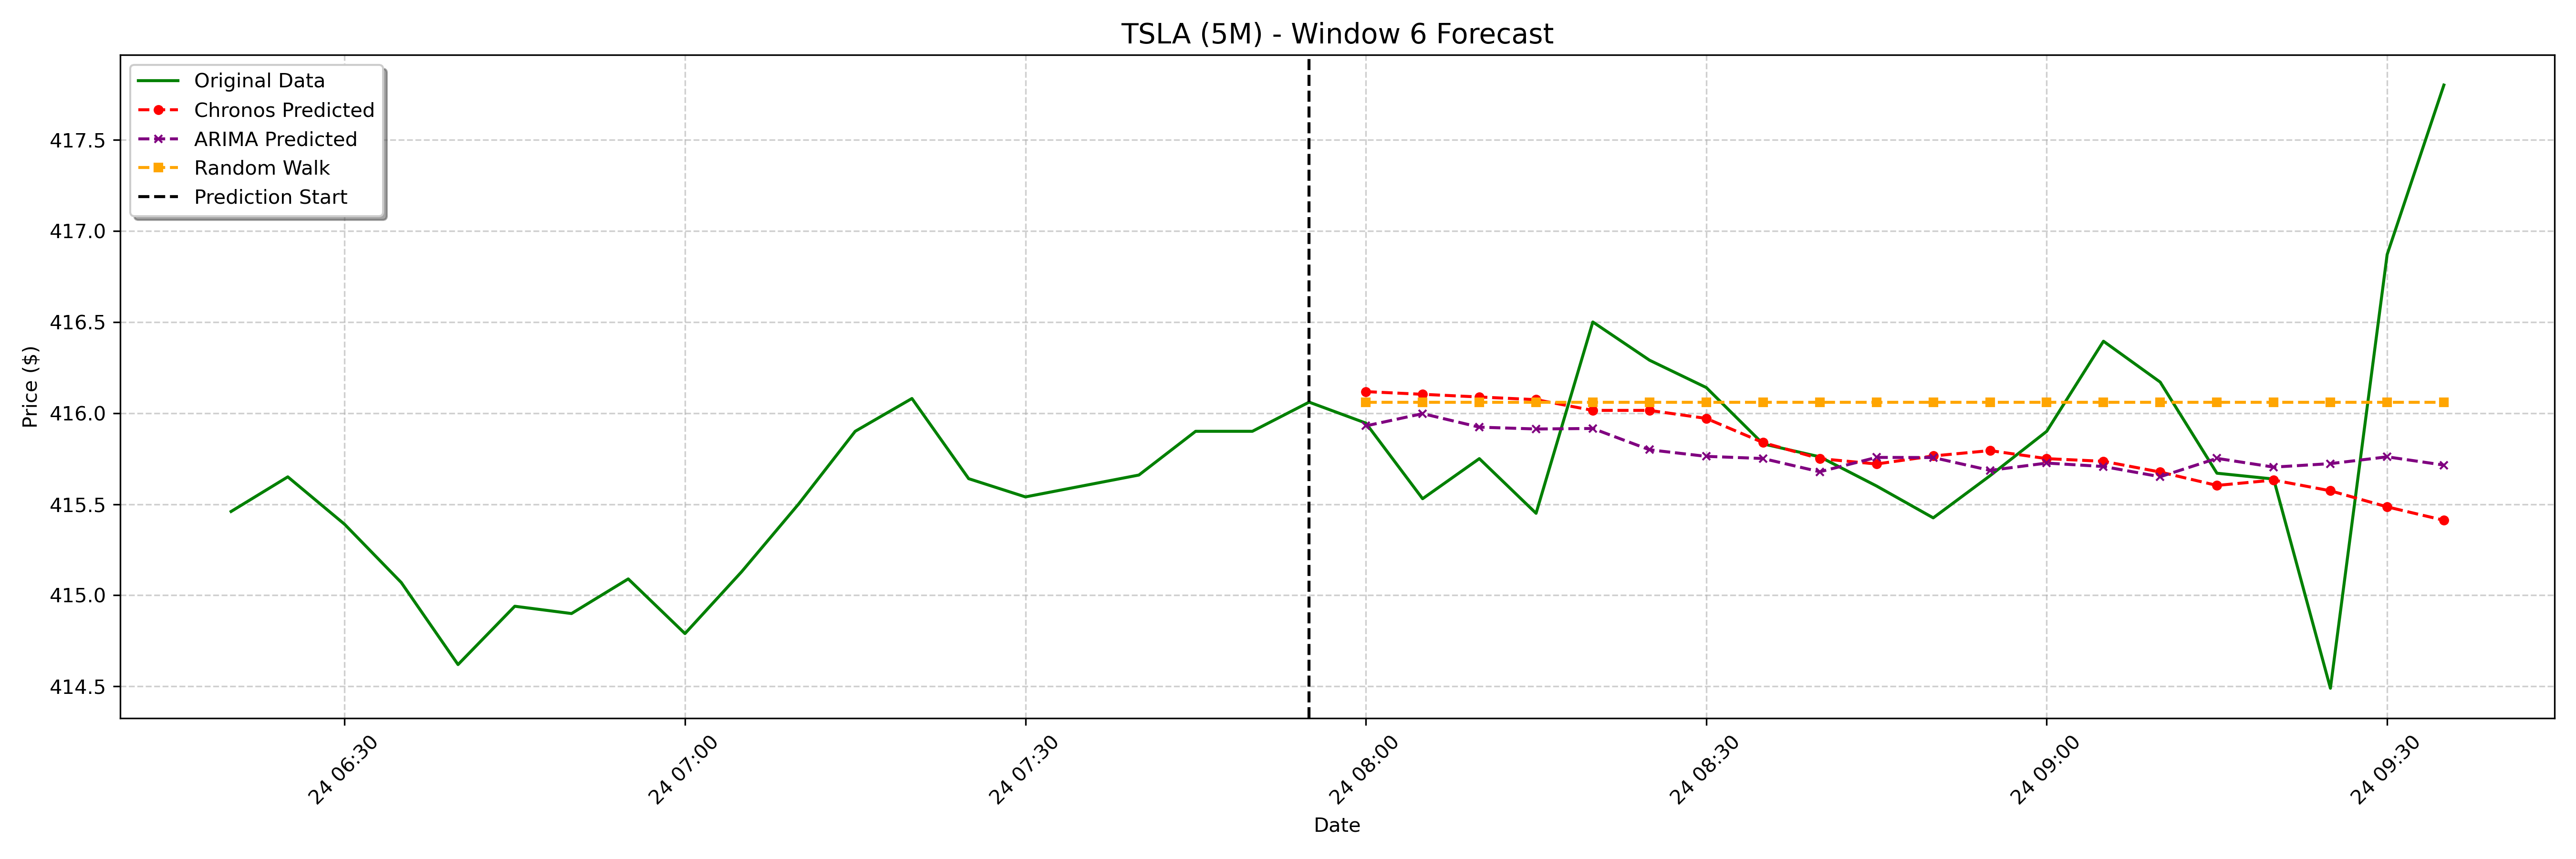 TSLA (5M) - Window 6 Forecast
Original Data
Chronos Predicted
ARIMA Predicted
Random Walk
Prediction Start
Price ($)
417.5
417.0
416.5
416.0
415.5
415.0
414.5
24 06:30
24 07:00
24 07:30
24 08:00
24 08:30
24 09:00
24 09:30
Date